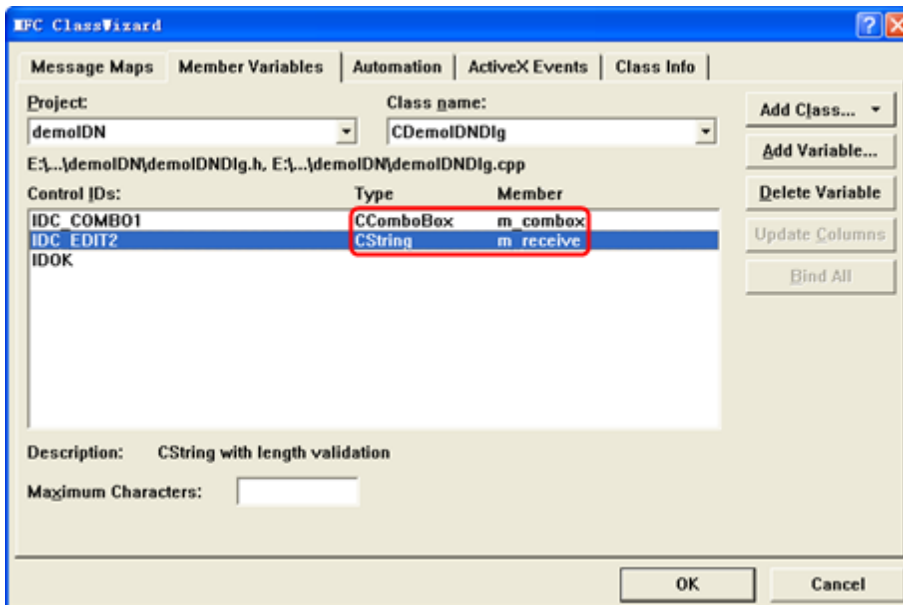 MFC ClassWizard
Message Maps Member Variables Automation ActiveX Events Class Info
Project: Class name:
demoIDN CDemoIDNDlg
E:\...\demoIDN\demoIDNDlg.h, E:\...\demoIDN\demoIDNDlg.cpp
Control IDs: Type Member
IDC_COMBO1 CComboBox m_combox
IDC_EDIT2 CString m_receive
IDOK
Add Class...
Add Variable...
Delete Variable
Update Columns
Bind All
Description: CString with length validation
Maximum Characters:
OK Cancel